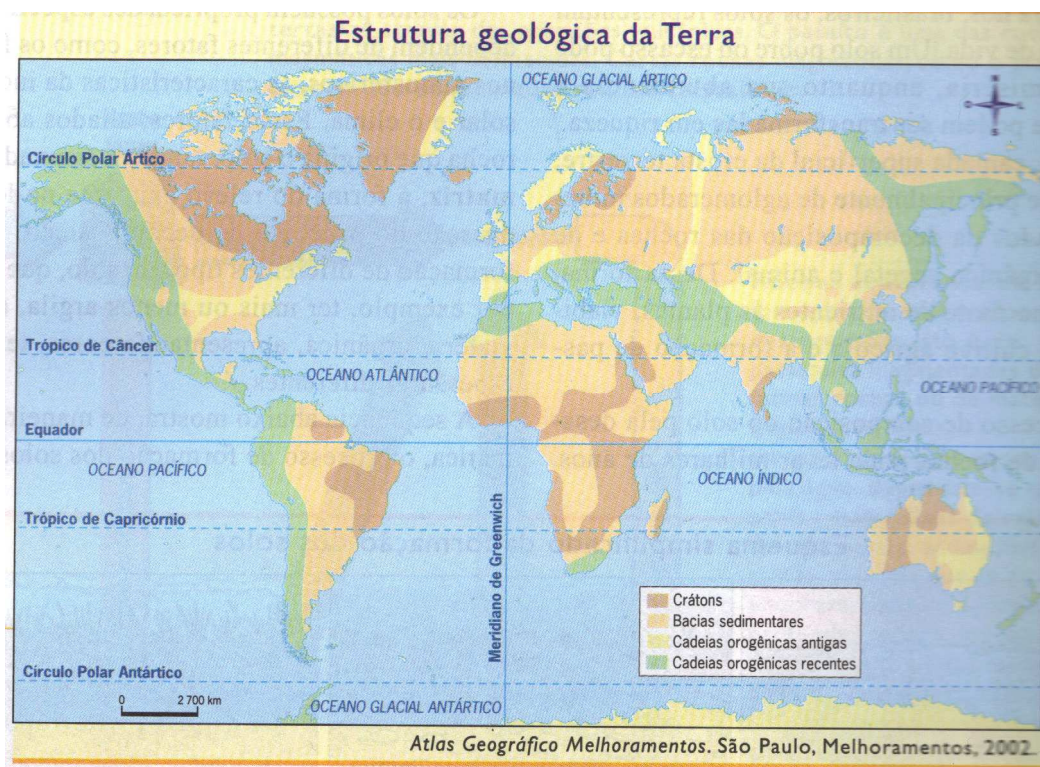 Estrutura geológica da Terra
OCEANO GLACIAL ÁRTICO
Círculo Polar Ártico
Trópico de Câncer
OCEANO ATLÂNTICO
OCEANO PACÍFICO
Equador
OCEANO PACÍFICO
OCEANO ÍNDICO
Trópico de Capricórnio
Meridiano de Greenwich
Crátons
Bacias sedimentares
Cadeias orogênicas antigas
Cadeias orogênicas recentes
Círculo Polar Antártico
0 2 700 km
OCEANO GLACIAL ANTÁRTICO
Atlas Geográfico Melhoramentos. São Paulo, Melhoramentos, 2002.